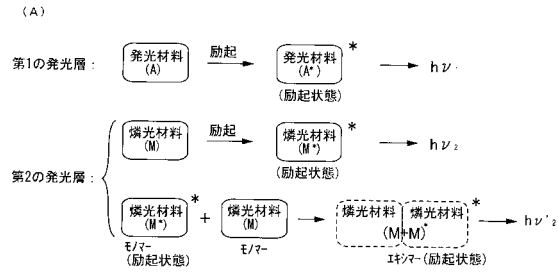 (A)
第1の発光層: 発光材料 (A) 励起 発光材料 (A*) * hν₁
(励起状態)
第2の発光層:
燐光材料 (M) 励起 燐光材料 (M*) * hν₂
(励起状態)
燐光材料 (M*) * + 燐光材料 (M) 燐光材料 燐光材料 (M+M)* * hν'₂
モノマー モノマー エキシマー(励起状態)
(励起状態)